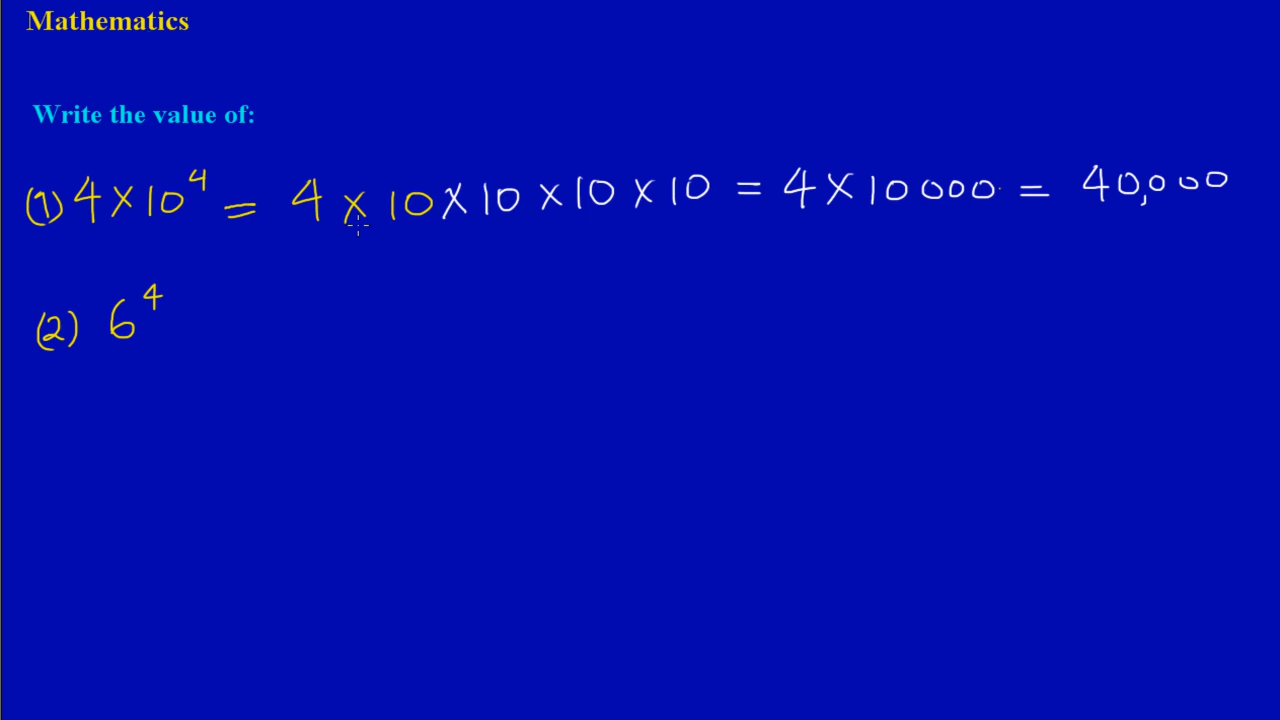 Mathematics
Write the value of:
(1) 4 × 10⁴ = 4 × 10 × 10 × 10 × 10 = 4 × 10000 = 40,000
(2) 6⁴